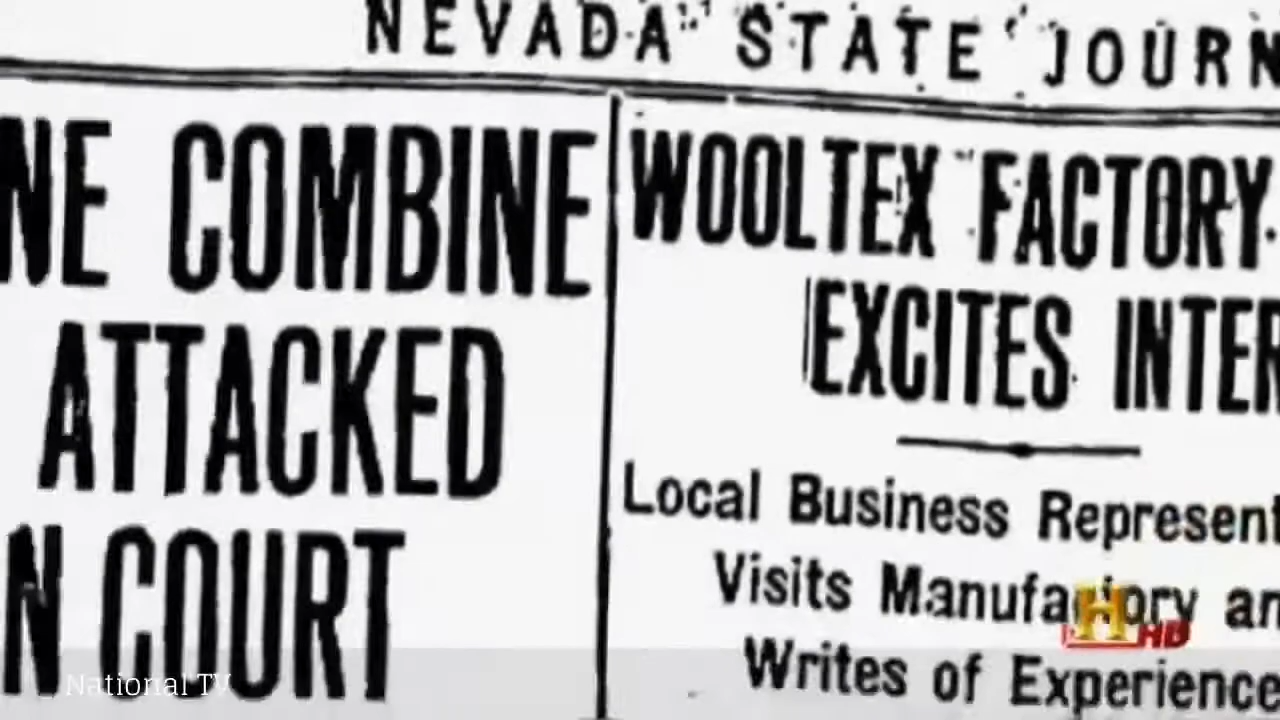 NEVADA STATE JOURN
NE COMBINE
ATTACKED
N COURT
WOOLTEX FACTORY
EXCITES INTER
Local Business Represent
Visits Manufactory an
Writes of Experience
H HD
National TV